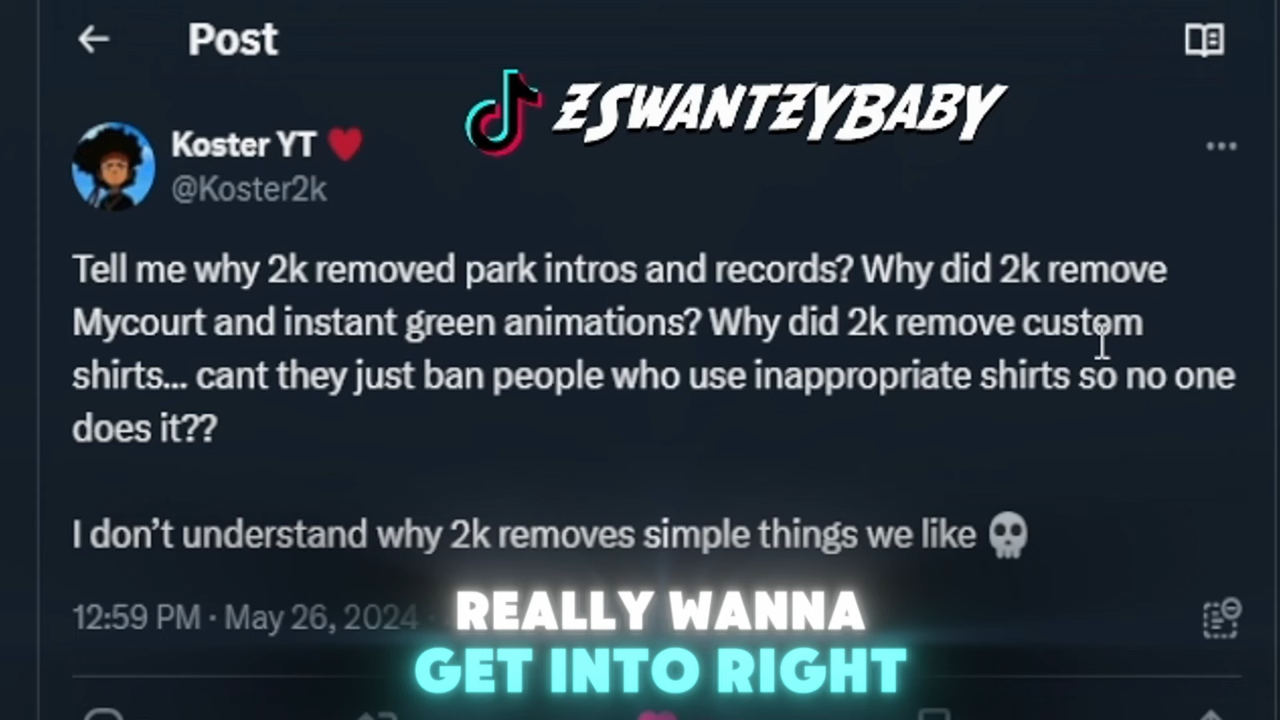 Post
ZSWANTZYBABY
Koster YT
@Koster2k
Tell me why 2k removed park intros and records? Why did 2k remove
Mycourt and instant green animations? Why did 2k remove custom
shirts... cant they just ban people who use inappropriate shirts so no one
does it??
I don’t understand why 2k removes simple things we like 💀
12:59 PM · May 26, 2024 ·
REALLY WANNA
GET INTO RIGHT